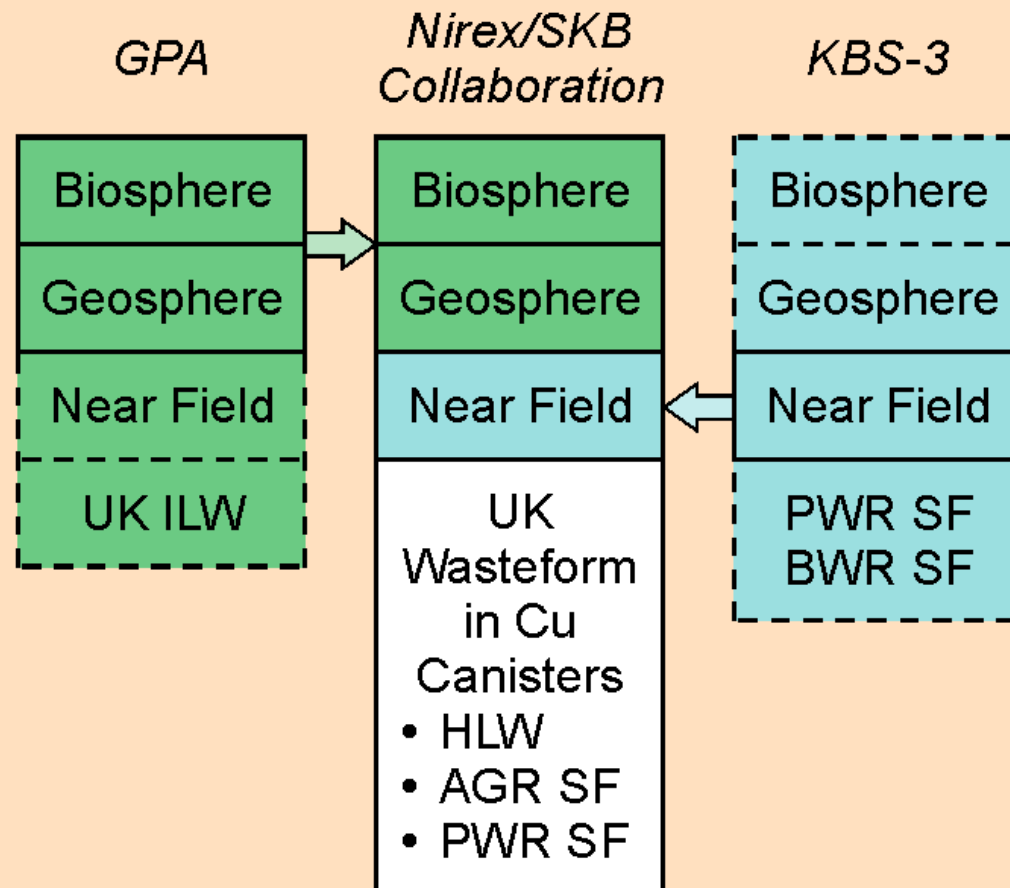 GPA
Nirex/SKB
Collaboration
KBS-3
Biosphere
Geosphere
Near Field
UK ILW
Biosphere
Geosphere
Near Field
UK
Wasteform
in Cu
Canisters
• HLW
• AGR SF
• PWR SF
Biosphere
Geosphere
Near Field
PWR SF
BWR SF